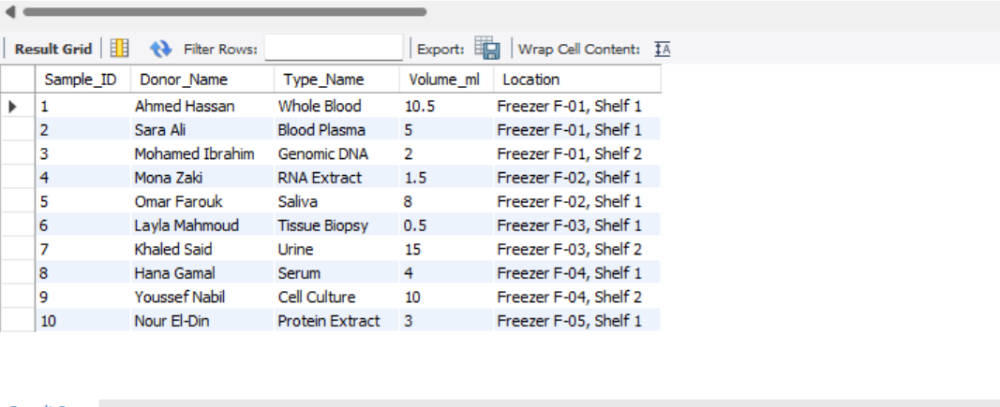 Result Grid Filter Rows: Export: Wrap Cell Content:
Sample_ID Donor_Name Type_Name Volume_ml Location
1 Ahmed Hassan Whole Blood 10.5 Freezer F-01, Shelf 1
2 Sara Ali Blood Plasma 5 Freezer F-01, Shelf 1
3 Mohamed Ibrahim Genomic DNA 2 Freezer F-01, Shelf 2
4 Mona Zaki RNA Extract 1.5 Freezer F-02, Shelf 1
5 Omar Farouk Saliva 8 Freezer F-02, Shelf 1
6 Layla Mahmoud Tissue Biopsy 0.5 Freezer F-03, Shelf 1
7 Khaled Said Urine 15 Freezer F-03, Shelf 2
8 Hana Gamal Serum 4 Freezer F-04, Shelf 1
9 Youssef Nabil Cell Culture 10 Freezer F-04, Shelf 2
10 Nour El-Din Protein Extract 3 Freezer F-05, Shelf 1